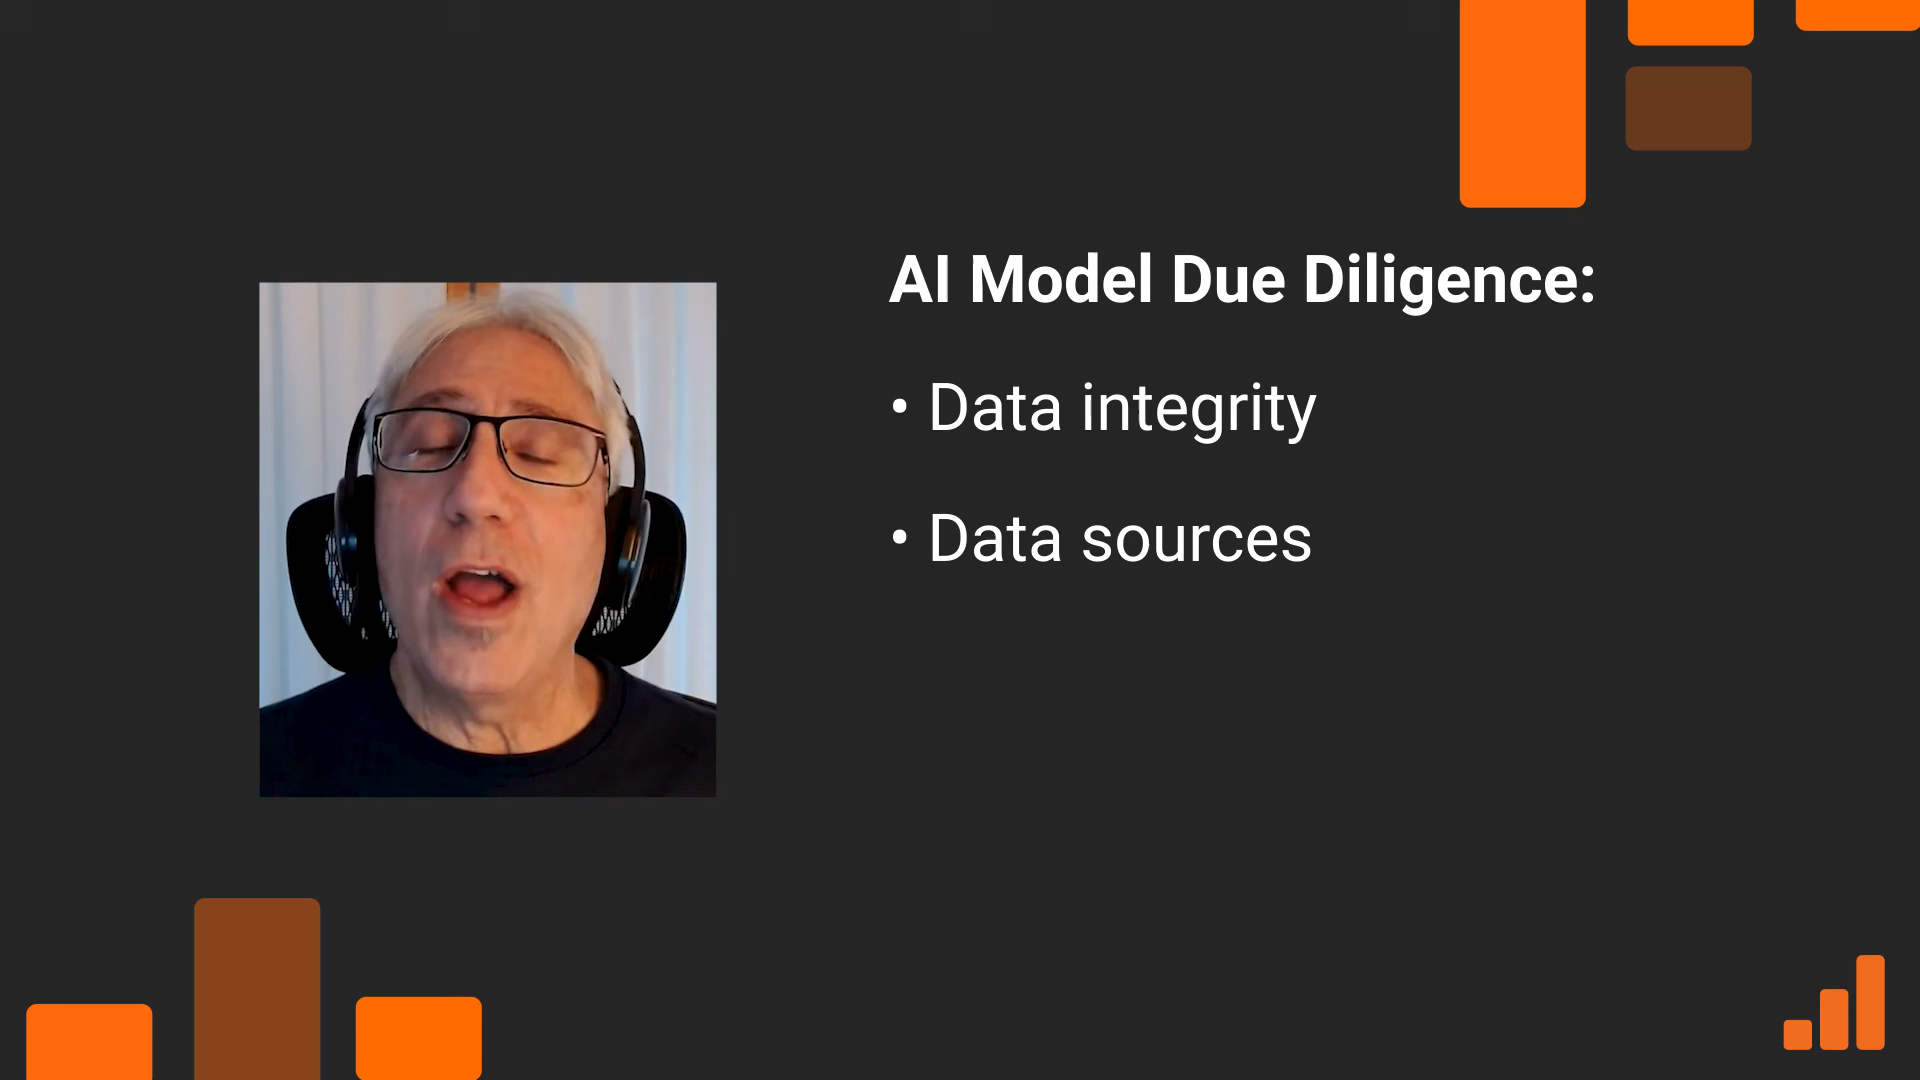 AI Model Due Diligence:
• Data integrity
• Data sources